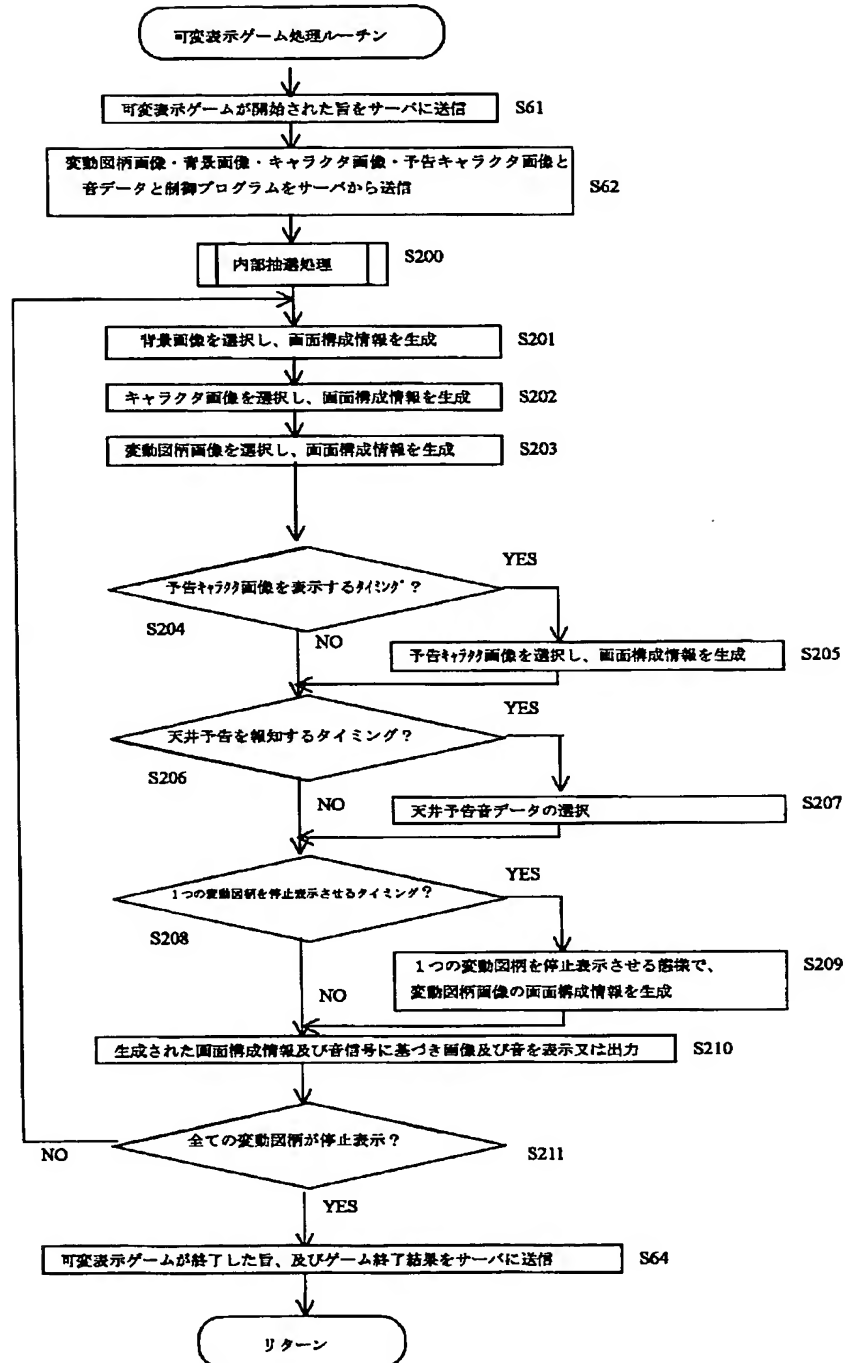 可変表示ゲーム処理ルーチン
可変表示ゲームが開始された旨をサーバに送信
S61
変動図柄画像・背景画像・キャラクタ画像・予告キャラクタ画像と
音データと制御プログラムをサーバから送信
S62
内部抽選処理
S200
背景画像を選択し、画面構成情報を生成
S201
キャラクタ画像を選択し、画面構成情報を生成
S202
変動図柄画像を選択し、画面構成情報を生成
S203
予告ｷｬﾗｸﾀ画像を表示するﾀｲﾐﾝｸﾞ？
YES
S204
NO
予告ｷｬﾗｸﾀ画像を選択し、画面構成情報を生成
S205
天井予告を報知するタイミング？
YES
S206
NO
天井予告音データの選択
S207
1つの変動図柄を停止表示させるタイミング？
YES
S208
NO
1つの変動図柄を停止表示させる態様で、
変動図柄画像の画面構成情報を生成
S209
生成された画面構成情報及び音信号に基づき画像及び音を表示又は出力
S210
全ての変動図柄が停止表示？
NO
S211
YES
可変表示ゲームが終了した旨、及びゲーム終了結果をサーバに送信
S64
リターン